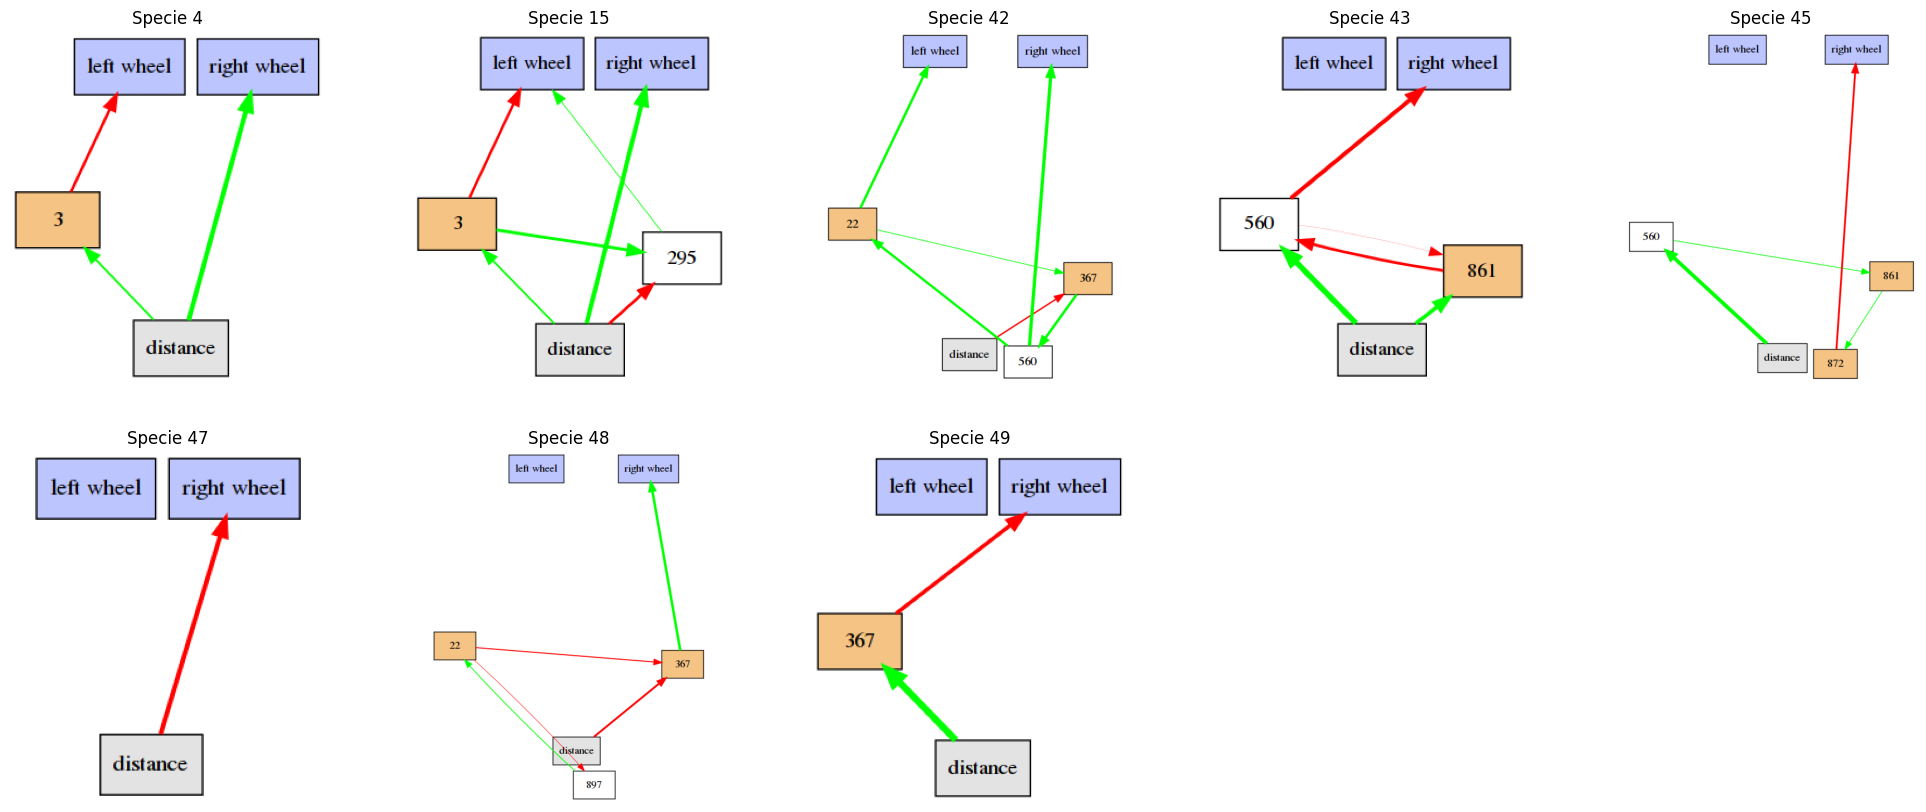 Specie 4
left wheel
right wheel
3
distance
Specie 15
left wheel
right wheel
3
295
distance
Specie 42
left wheel
right wheel
22
367
distance
560
Specie 43
left wheel
right wheel
560
861
distance
Specie 45
left wheel
right wheel
560
861
distance
872
Specie 47
left wheel
right wheel
distance
Specie 48
left wheel
right wheel
22
367
distance
897
Specie 49
left wheel
right wheel
367
distance